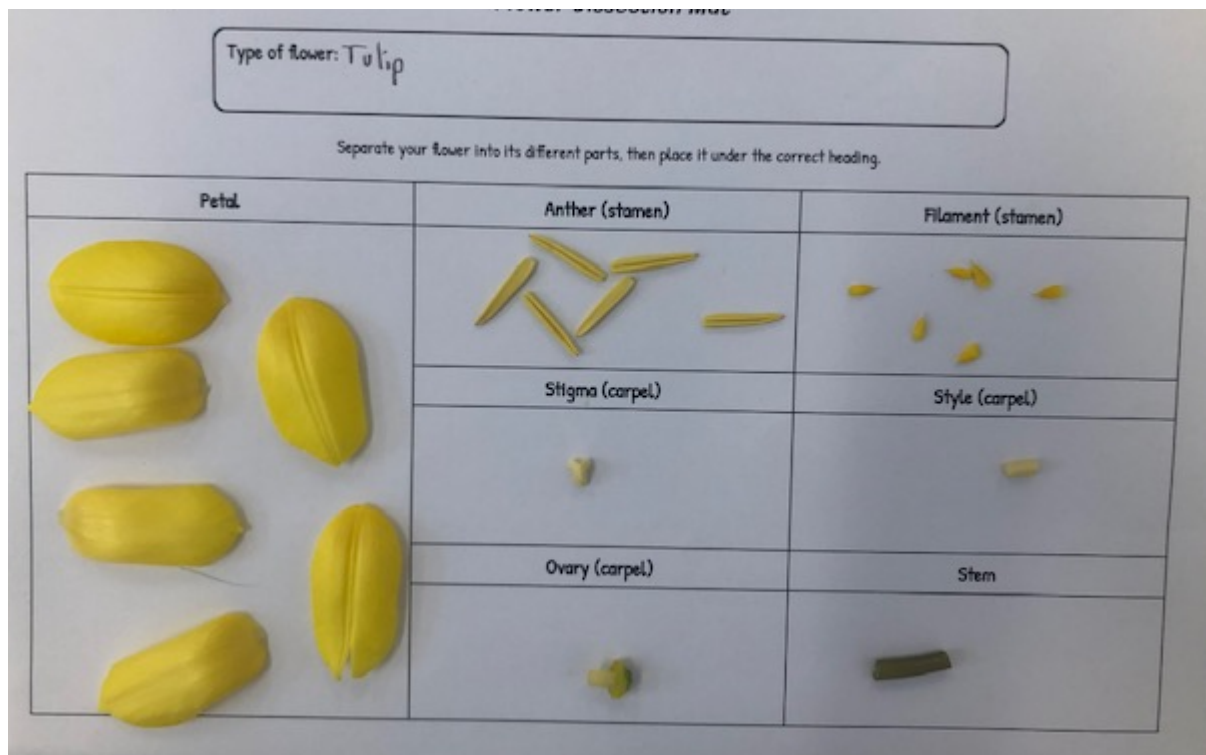 Type of flower: Tulip
Separate your flower into its different parts, then place it under the correct heading.
Petal
Anther (stamen)
Filament (stamen)
Stigma (carpel)
Style (carpel)
Ovary (carpel)
Stem